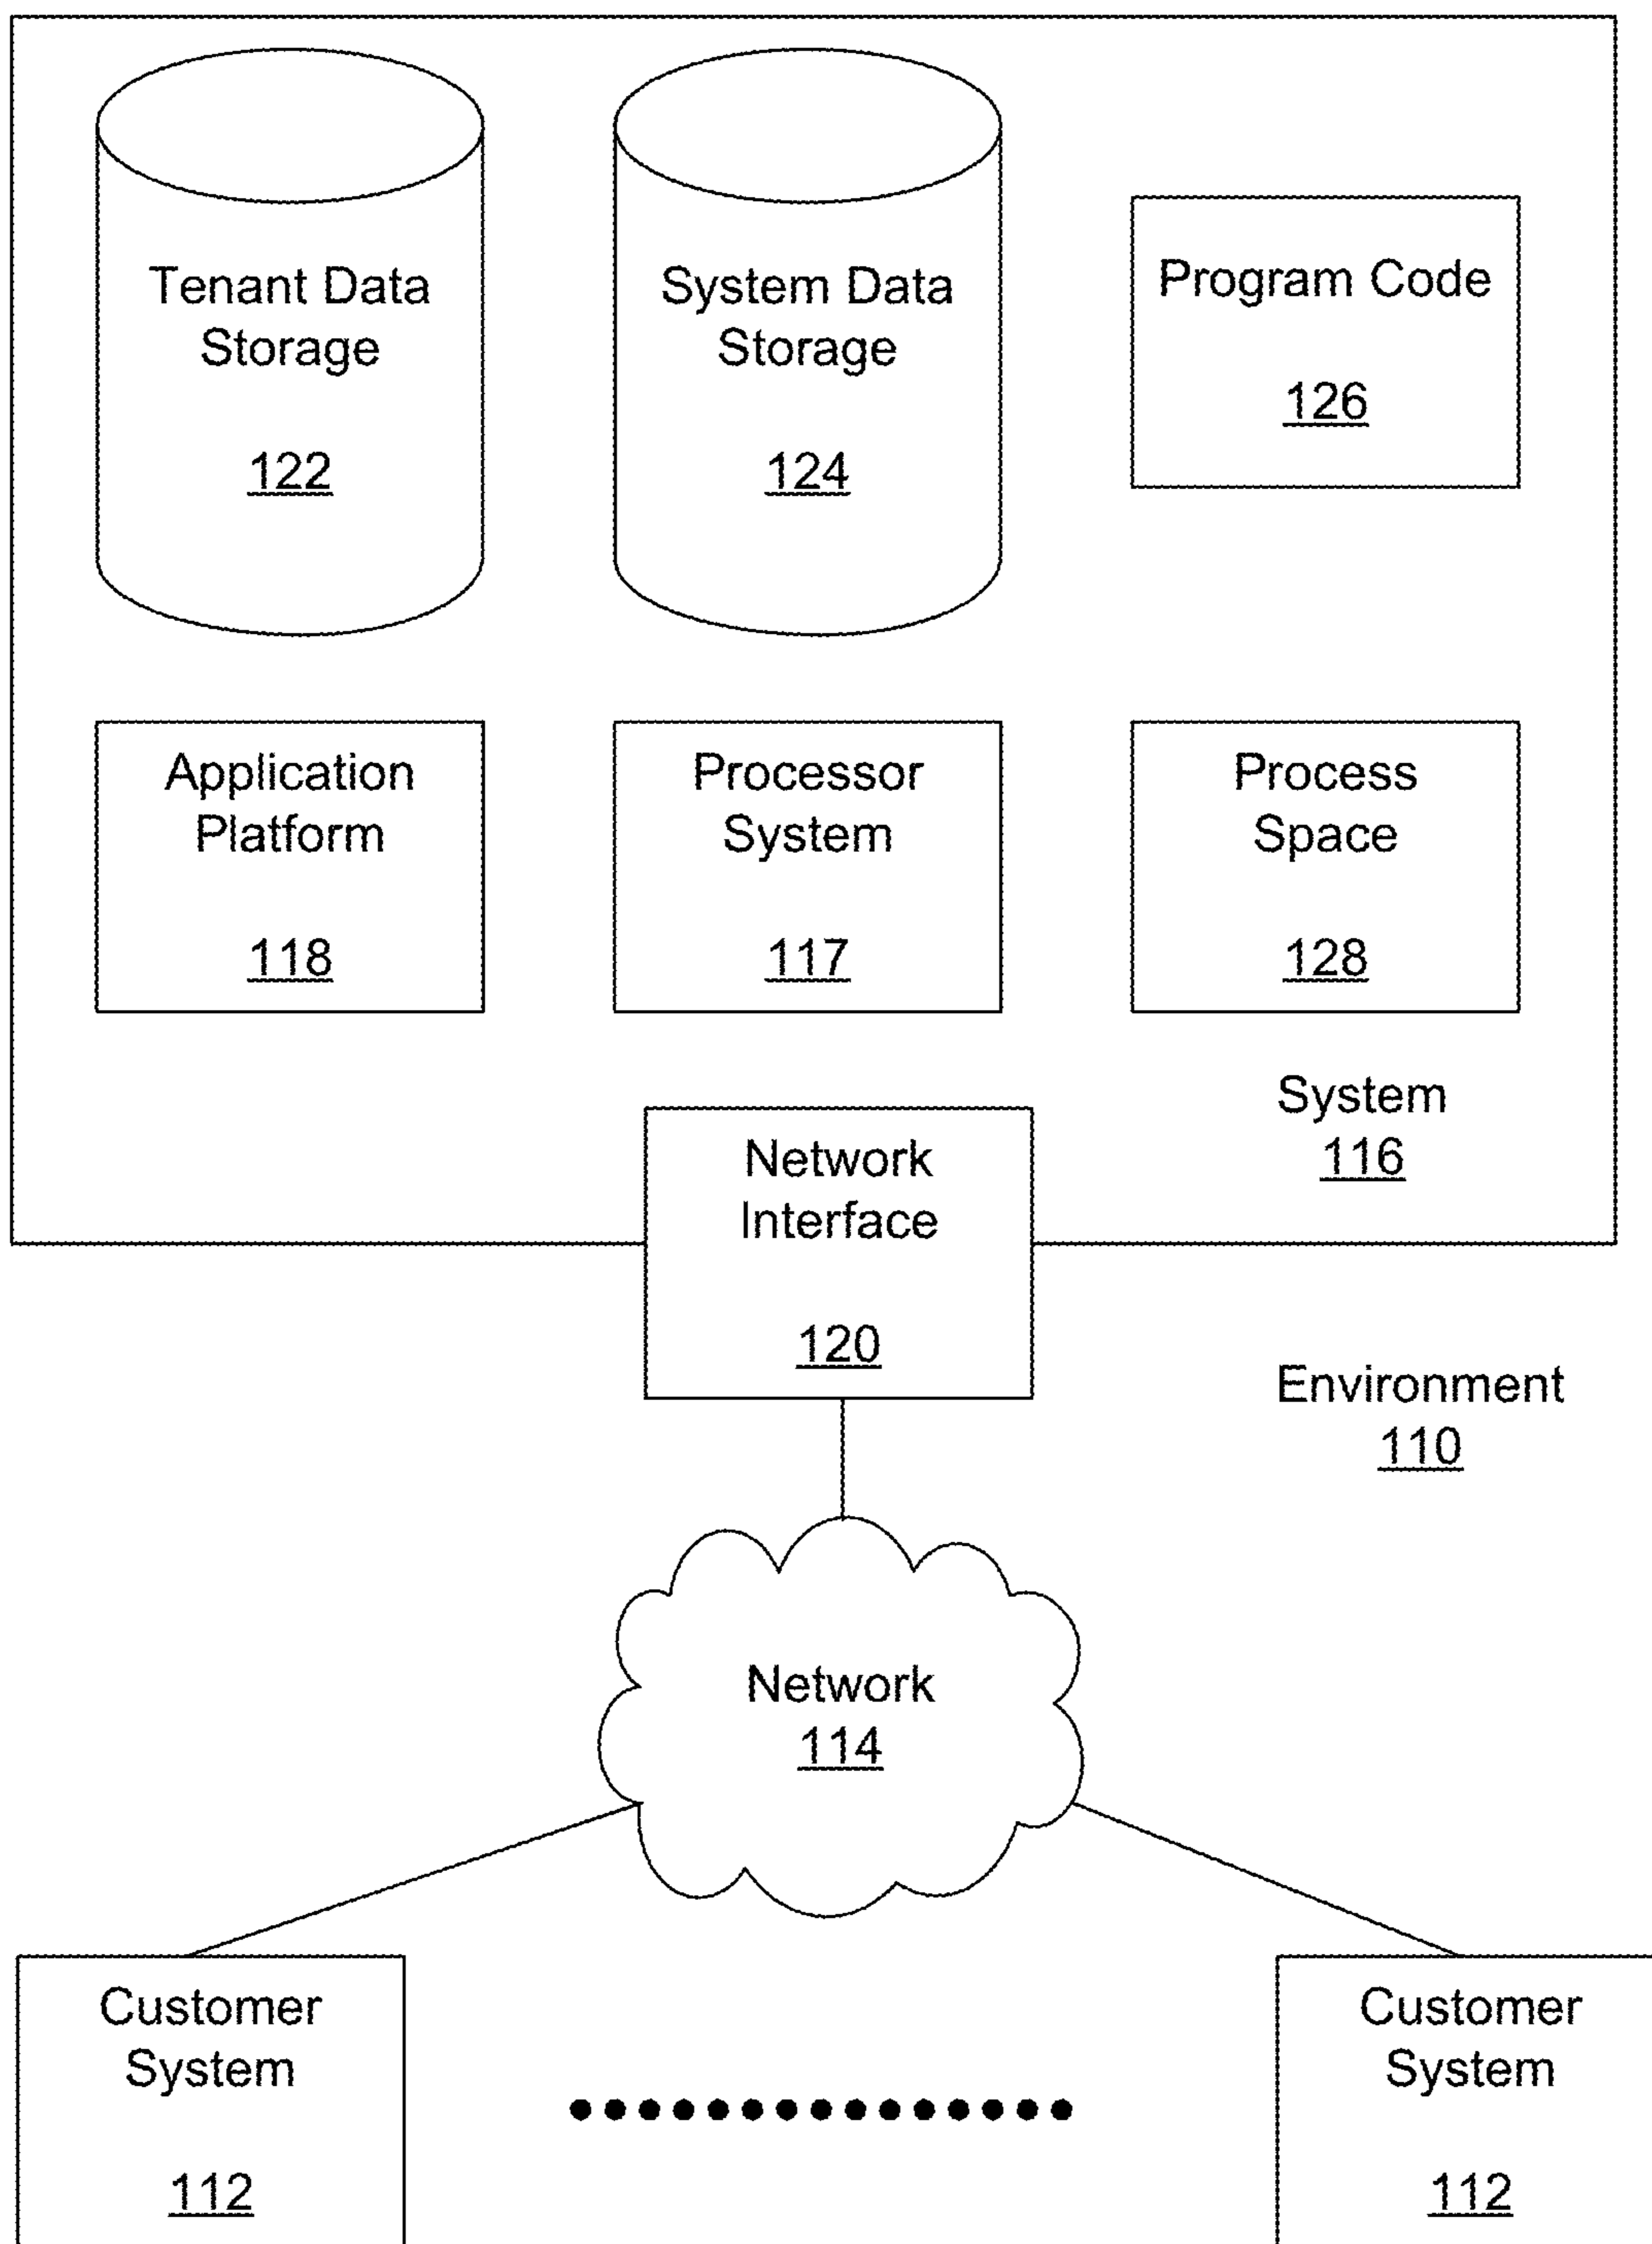 Tenant Data
Storage
122
System Data
Storage
124
Program Code
126
Application
Platform
118
Processor
System
117
Process
Space
128
System
116
Network
Interface
120
Environment
110
Network
114
Customer
System
112
Customer
System
112